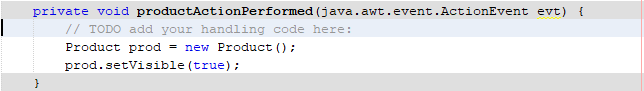 private void productActionPerformed(java.awt.event.ActionEvent evt) {
// TODO add your handling code here:
Product prod = new Product();
prod.setVisible(true);
}